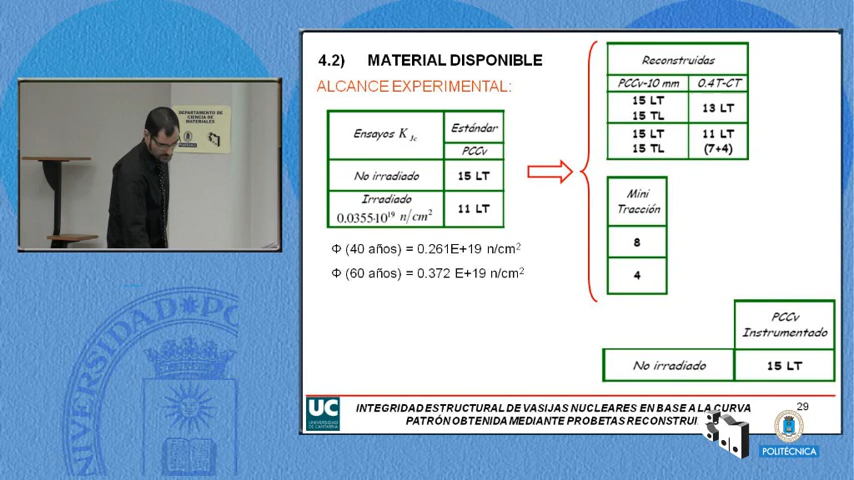 4.2) MATERIAL DISPONIBLE
ALCANCE EXPERIMENTAL:
Ensayos K Jc
Estándar
PCCv
No irradiado
15 LT
Irradiado
0.0355·10¹⁹ n/cm²
11 LT
Φ (40 años) = 0.261E+19 n/cm²
Φ (60 años) = 0.372 E+19 n/cm²
Reconstruidas
PCCv-10 mm
0.4T-CT
15 LT
15 TL
13 LT
15 LT
15 TL
11 LT
(7+4)
Mini
Tracción
8
4
PCCv
Instrumentado
No irradiado
15 LT
UC
UNIVERSIDAD
DE CANTABRIA
INTEGRIDAD ESTRUCTURAL DE VASIJAS NUCLEARES EN BASE A LA CURVA
PATRÓN OBTENIDA MEDIANTE PROBETAS RECONSTRUI
29
POLITÉCNICA
DEPARTAMENTO DE
CIENCIA DE
MATERIALES
UNIVERSIDAD PO